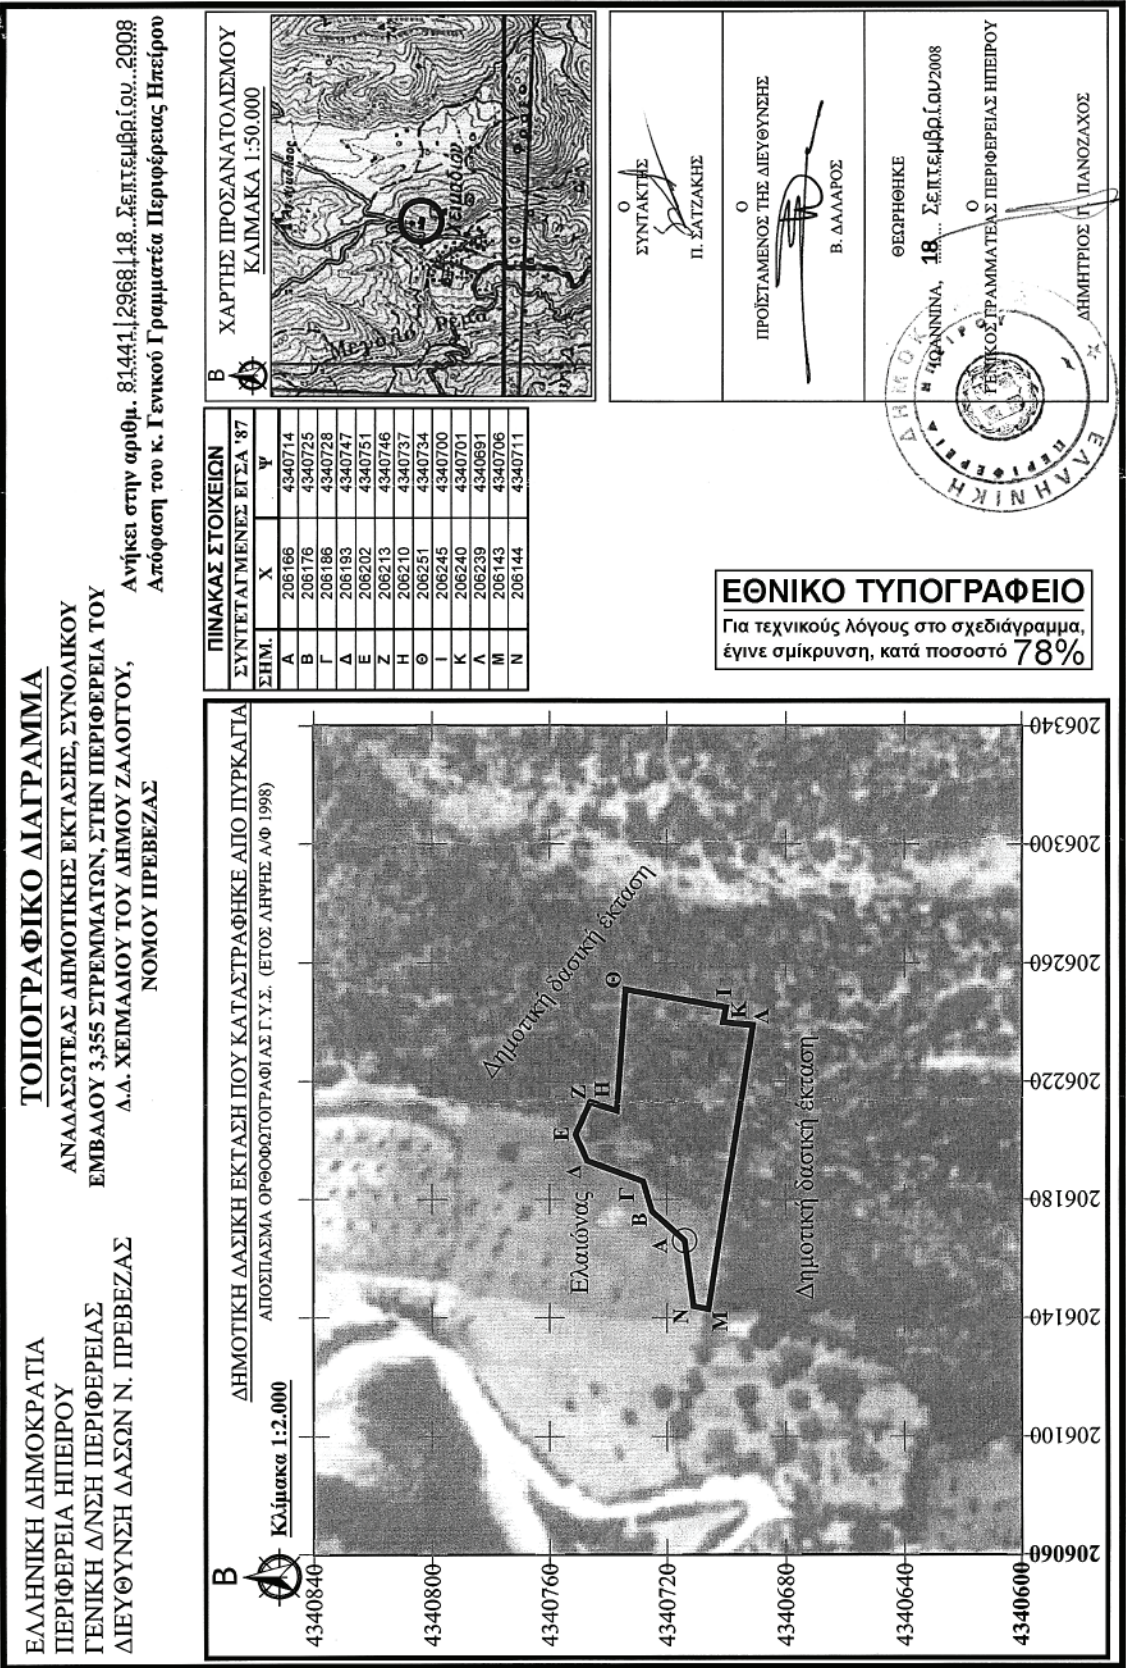 ΕΛΛΗΝΙΚΗ ΔΗΜΟΚΡΑΤΙΑ
ΠΕΡΙΦΕΡΕΙΑ ΗΠΕΙΡΟΥ
ΓΕΝΙΚΗ Δ/ΝΣΗ ΠΕΡΙΦΕΡΕΙΑΣ
ΔΙΕΥΘΥΝΣΗ ΔΑΣΩΝ Ν. ΠΡΕΒΕΖΑΣ
ΤΟΠΟΓΡΑΦΙΚΟ ΔΙΑΓΡΑΜΜΑ
ΑΝΑΔΑΣΩΤΕΑΣ ΔΗΜΟΤΙΚΗΣ ΕΚΤΑΣΗΣ, ΣΥΝΟΛΙΚΟΥ
ΕΜΒΑΔΟΥ 3,355 ΣΤΡΕΜΜΑΤΩΝ, ΣΤΗΝ ΠΕΡΙΦΕΡΕΙΑ ΤΟΥ
Δ.Δ. ΧΕΙΜΑΔΙΟΥ ΤΟΥ ΔΗΜΟΥ ΖΑΛΟΓΓΟΥ,
ΝΟΜΟΥ ΠΡΕΒΕΖΑΣ
Ανήκει στην αριθμ. 81441|2968|18 Σεπτεμβρίου 2008
Απόφαση του κ. Γενικού Γραμματέα Περιφέρειας Ηπείρου
Β
Κλίμακα 1:2.000
ΔΗΜΟΤΙΚΗ ΔΑΣΙΚΗ ΕΚΤΑΣΗ ΠΟΥ ΚΑΤΑΣΤΡΑΦΗΚΕ ΑΠΟ ΠΥΡΚΑΓΙΑ
ΑΠΟΣΠΑΣΜΑ ΟΡΘΟΦΩΤΟΓΡΑΦΙΑΣ Γ.Υ.Σ. (ΕΤΟΣ ΛΗΨΗΣ Α/Φ 1998)
4340840
4340800
4340760
4340720
4340680
4340640
4340600
206060
206100
206140
206180
206220
206260
206300
206340
Ελαιώνας
Δημοτική δασική έκταση
Δημοτική δασική έκταση
Α
Β
Γ
Δ
Ε
Ζ
Η
Θ
Ι
Κ
Λ
Μ
Ν
ΠΙΝΑΚΑΣ ΣΤΟΙΧΕΙΩΝ
ΣΥΝΤΕΤΑΓΜΕΝΕΣ ΕΓΣΑ '87
ΣΗΜ. Χ Ψ
Α 206166 4340714
Β 206176 4340725
Γ 206186 4340728
Δ 206193 4340747
Ε 206202 4340751
Ζ 206213 4340746
Η 206210 4340737
Θ 206251 4340734
Ι 206245 4340700
Κ 206240 4340701
Λ 206239 4340691
Μ 206143 4340706
Ν 206144 4340711
Β
ΧΑΡΤΗΣ ΠΡΟΣΑΝΑΤΟΛΙΣΜΟΥ
ΚΛΙΜΑΚΑ 1:50.000
Μεγάλο Ρέμα
Χειμαδιόν
Ο
ΣΥΝΤΑΚΤΗΣ
Π. ΣΑΤΖΑΚΗΣ
Ο
ΠΡΟΪΣΤΑΜΕΝΟΣ ΤΗΣ ΔΙΕΥΘΥΝΣΗΣ
Β. ΔΑΛΑΡΟΣ
ΘΕΩΡΗΘΗΚΕ
ΙΩΑΝΝΙΝΑ, 18 Σεπτεμβρίου 2008
Ο
ΓΕΝΙΚΟΣ ΓΡΑΜΜΑΤΕΑΣ ΠΕΡΙΦΕΡΕΙΑΣ ΗΠΕΙΡΟΥ
ΔΗΜΗΤΡΙΟΣ Γ. ΠΑΝΟΖΑΧΟΣ
ΕΛΛΗΝΙΚΗ
ΕΘΝΙΚΟ ΤΥΠΟΓΡΑΦΕΙΟ
Για τεχνικούς λόγους στο σχεδιάγραμμα,
έγινε σμίκρυνση, κατά ποσοστό 78%